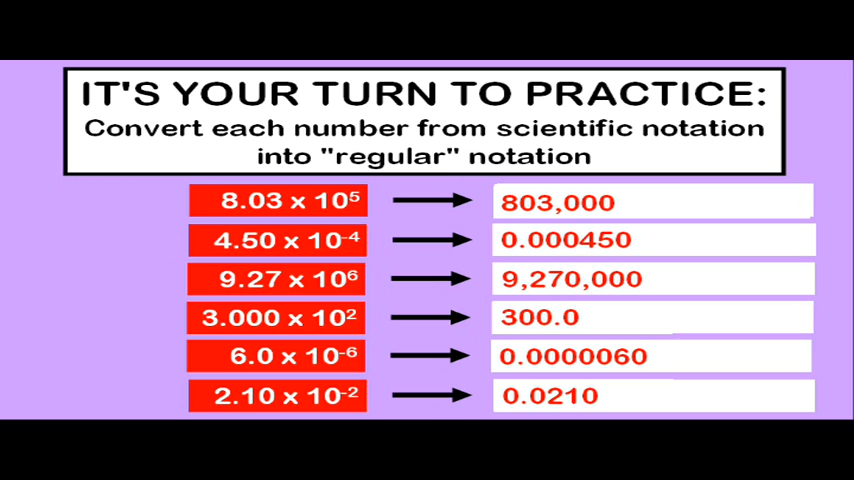 IT'S YOUR TURN TO PRACTICE:
Convert each number from scientific notation
into "regular" notation
8.03 x 10⁵ 803,000
4.50 x 10⁻⁴ 0.000450
9.27 x 10⁶ 9,270,000
3.000 x 10² 300.0
6.0 x 10⁻⁶ 0.0000060
2.10 x 10⁻² 0.0210